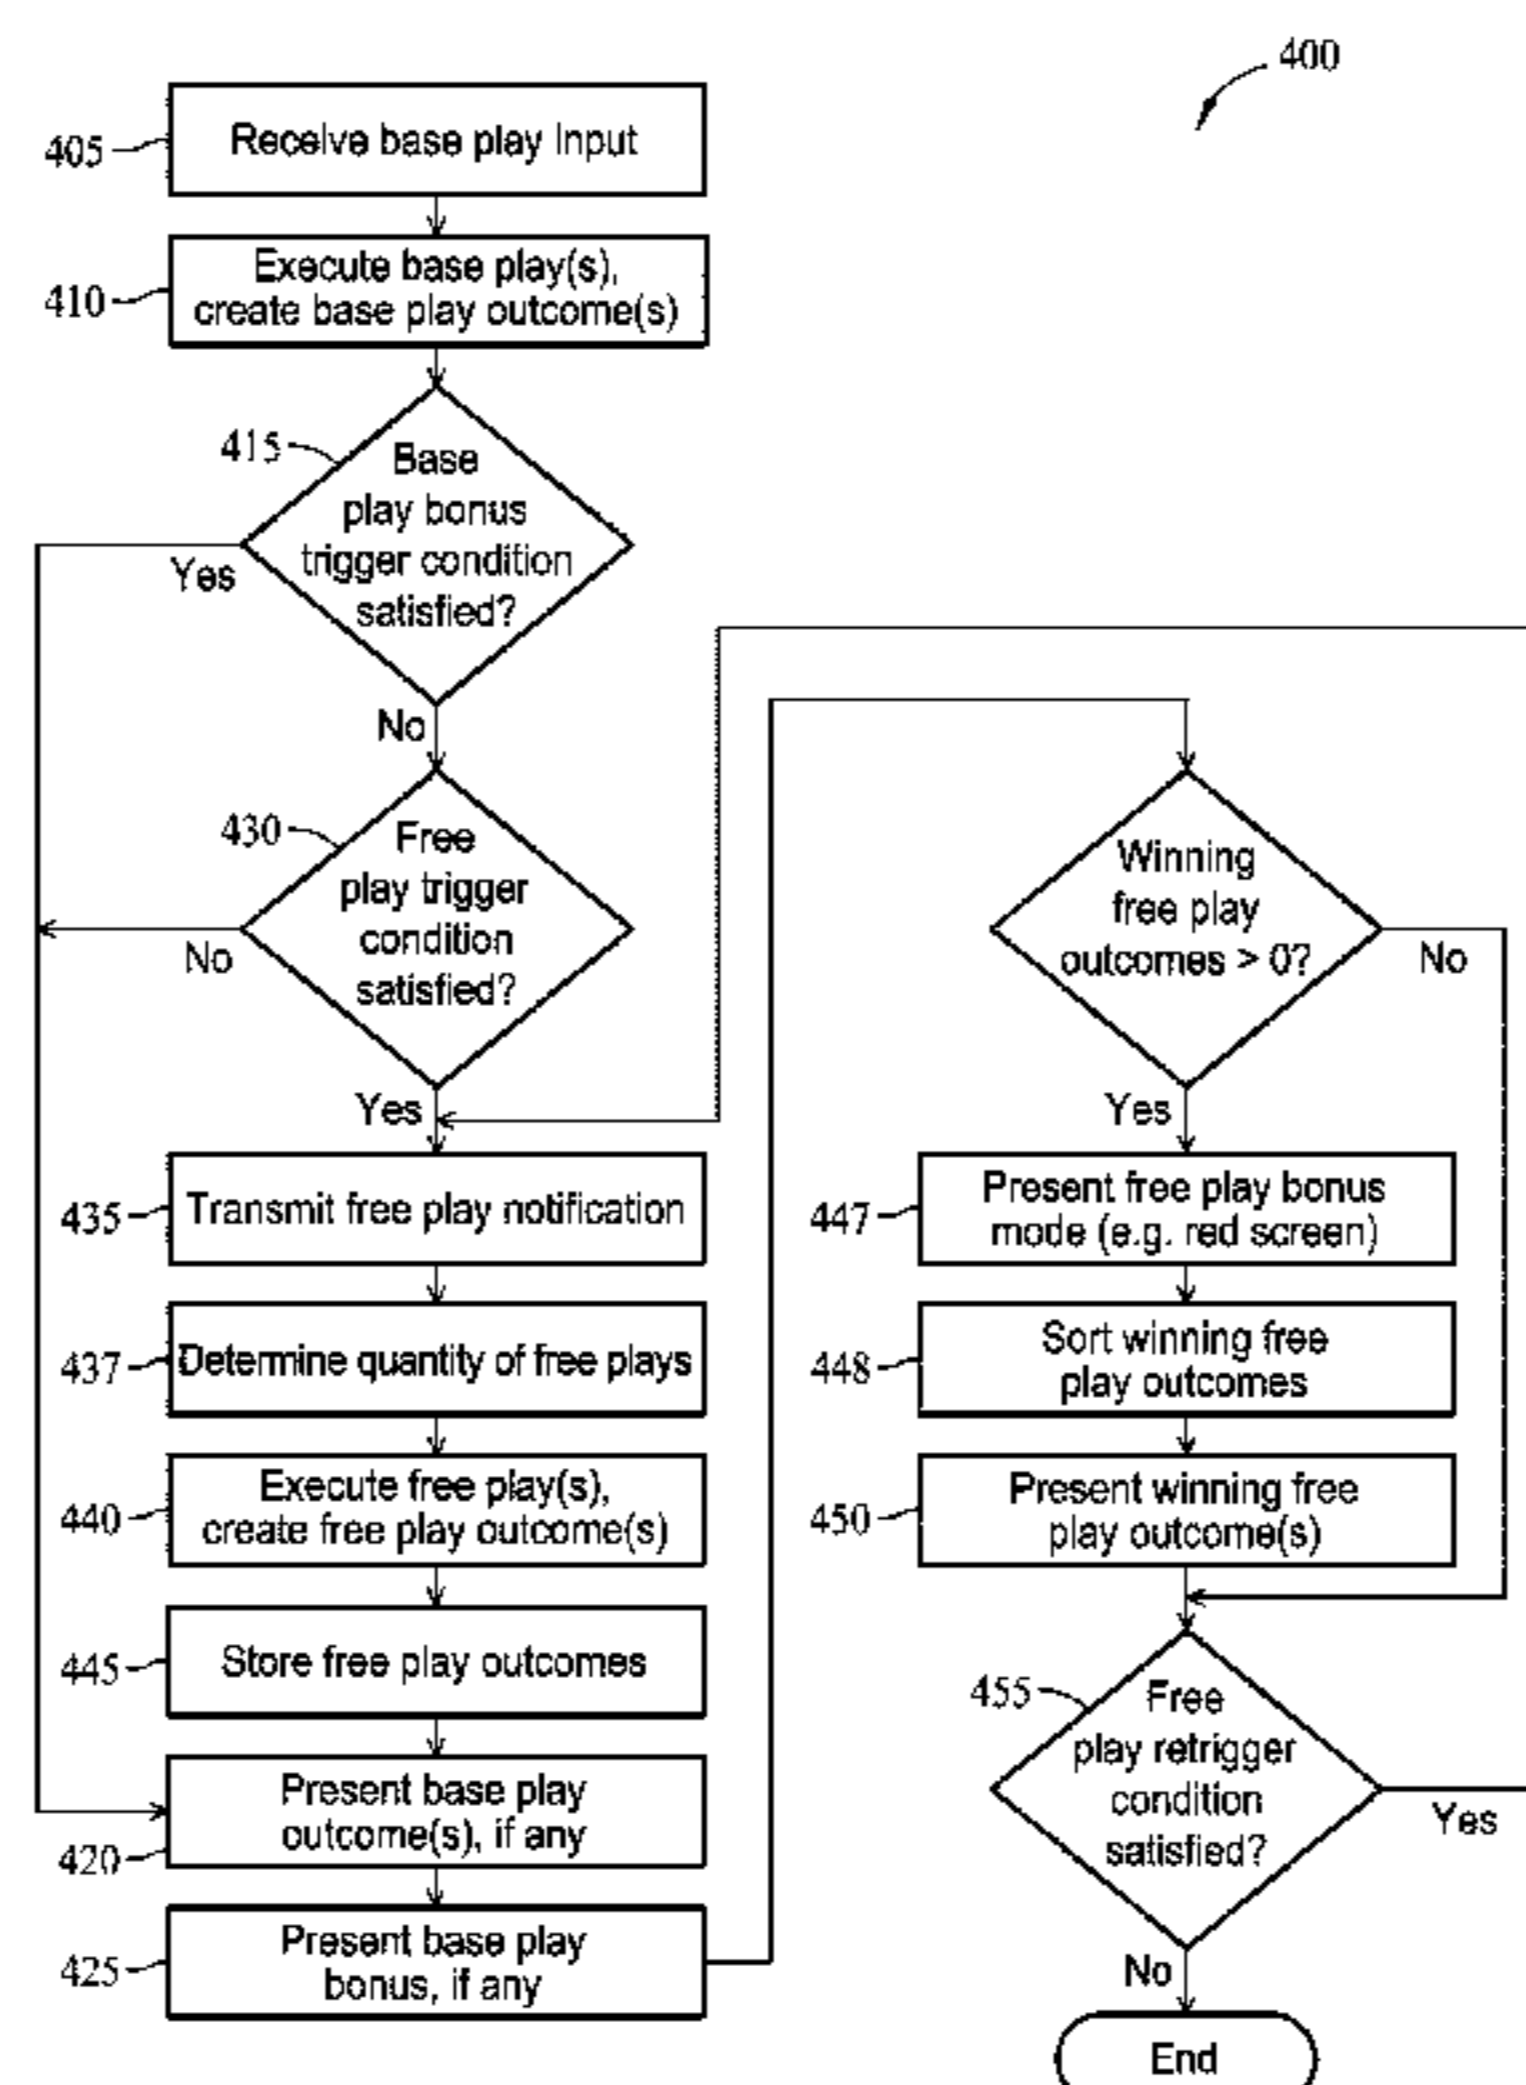 400
405
Receive base play Input
410
Execute base play(s),
create base play outcome(s)
415
Base
play bonus
trigger condition
satisfied?
Yes
No
430
Free
play trigger
condition
satisfied?
No
Yes
435
Transmit free play notification
437
Determine quantity of free plays
440
Execute free play(s),
create free play outcome(s)
445
Store free play outcomes
420
Present base play
outcome(s), if any
425
Present base play
bonus, if any
Winning
free play
outcomes > 0?
No
Yes
447
Present free play bonus
mode (e.g. red screen)
448
Sort winning free
play outcomes
450
Present winning free
play outcome(s)
455
Free
play retrigger
condition
satisfied?
Yes
No
End